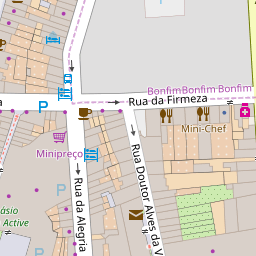 BonfimBonfim Bonfim
Rua da Firmeza
Mini-Chef
Minipreço
Rua da Alegria
Rua Doutor Alves da V
Active